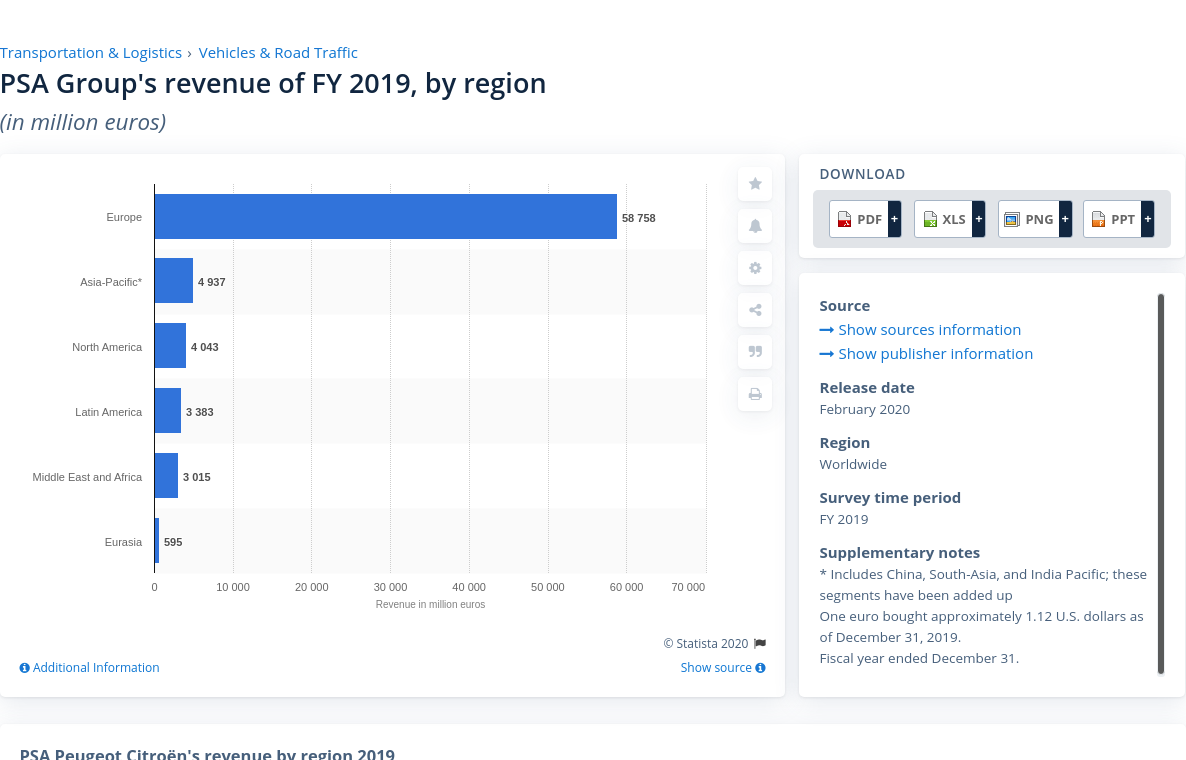 Transportation & Logistics › Vehicles & Road Traffic
PSA Group's revenue of FY 2019, by region
(in million euros)
Europe
58 758
Asia-Pacific*
4 937
North America
4 043
Latin America
3 383
Middle East and Africa
3 015
Eurasia
595
0
10 000
20 000
30 000
40 000
50 000
60 000
70 000
Revenue in million euros
© Statista 2020
Additional Information
Show source
DOWNLOAD
PDF +
XLS +
PNG +
PPT +
Source
Show sources information
Show publisher information
Release date
February 2020
Region
Worldwide
Survey time period
FY 2019
Supplementary notes
* Includes China, South-Asia, and India Pacific; these
segments have been added up
One euro bought approximately 1.12 U.S. dollars as
of December 31, 2019.
Fiscal year ended December 31.
PSA Peugeot Citroën's revenue by region 2019